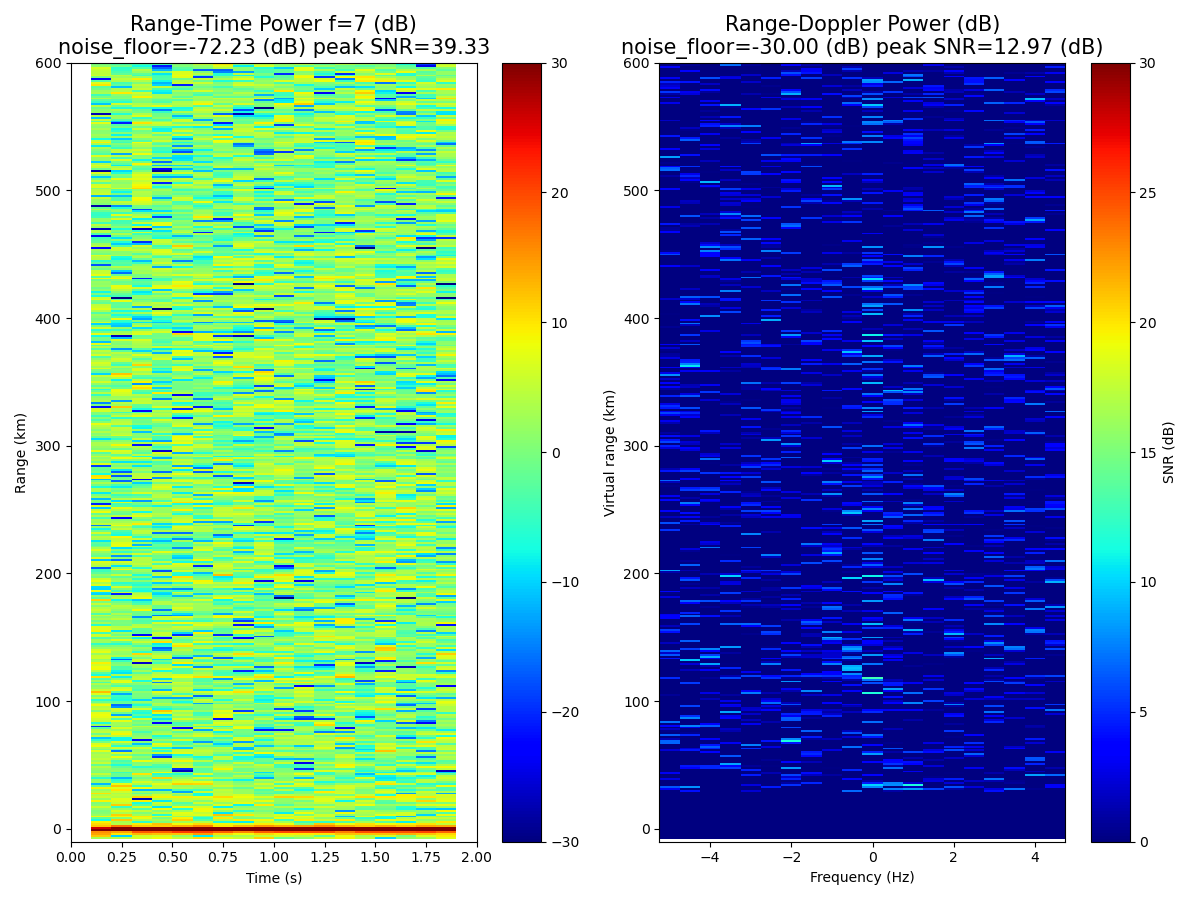 Range-Time Power f=7 (dB)
noise_floor=-72.23 (dB) peak SNR=39.33
Range-Doppler Power (dB)
noise_floor=-30.00 (dB) peak SNR=12.97 (dB)
Range (km)
600
500
400
300
200
100
0
0.00 0.25 0.50 0.75 1.00 1.25 1.50 1.75 2.00
Time (s)
30
20
10
0
−10
−20
−30
Virtual range (km)
600
500
400
300
200
100
0
−4 −2 0 2 4
Frequency (Hz)
30
25
20
15
10
5
0
SNR (dB)